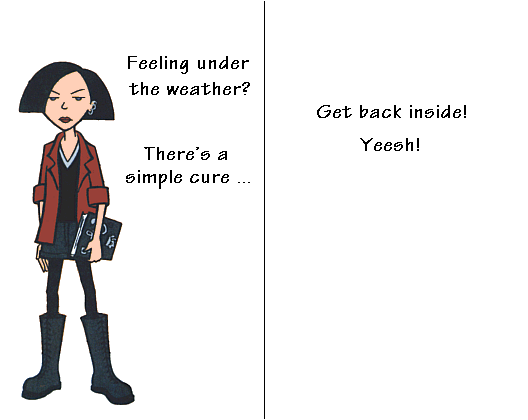 Feeling under
the weather?
There's a
simple cure ...
Get back inside!
Yeesh!